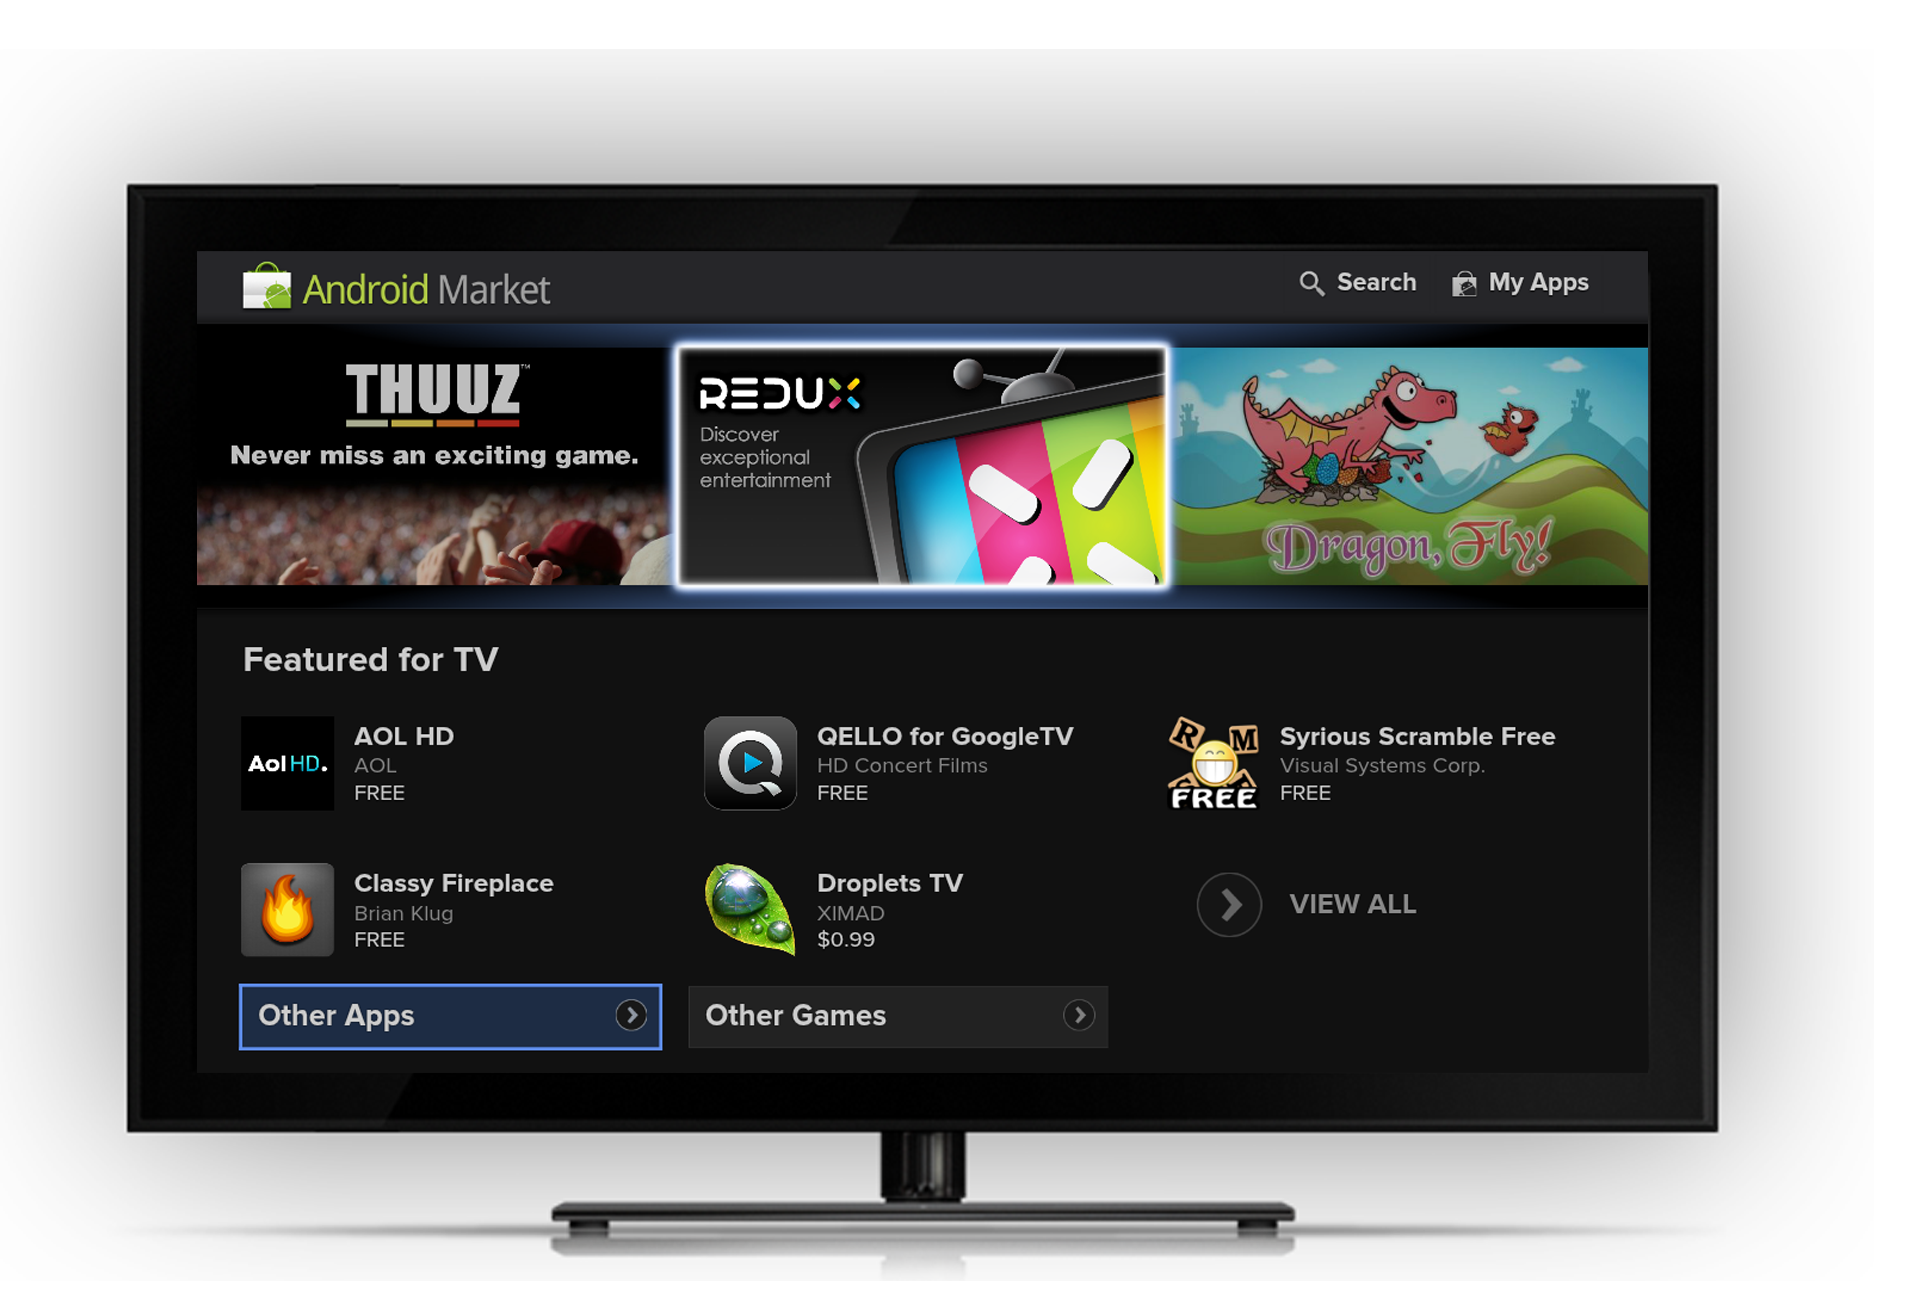 Android Market
Search
My Apps
THUUZ™
Never miss an exciting game.
REDUX
Discover
exceptional
entertainment
Dragon, Fly!
Featured for TV
Aol HD.
AOL HD
AOL
FREE
QELLO for GoogleTV
HD Concert Films
FREE
R M
FREE
Syrious Scramble Free
Visual Systems Corp.
FREE
Classy Fireplace
Brian Klug
FREE
Droplets TV
XIMAD
$0.99
VIEW ALL
Other Apps
Other Games